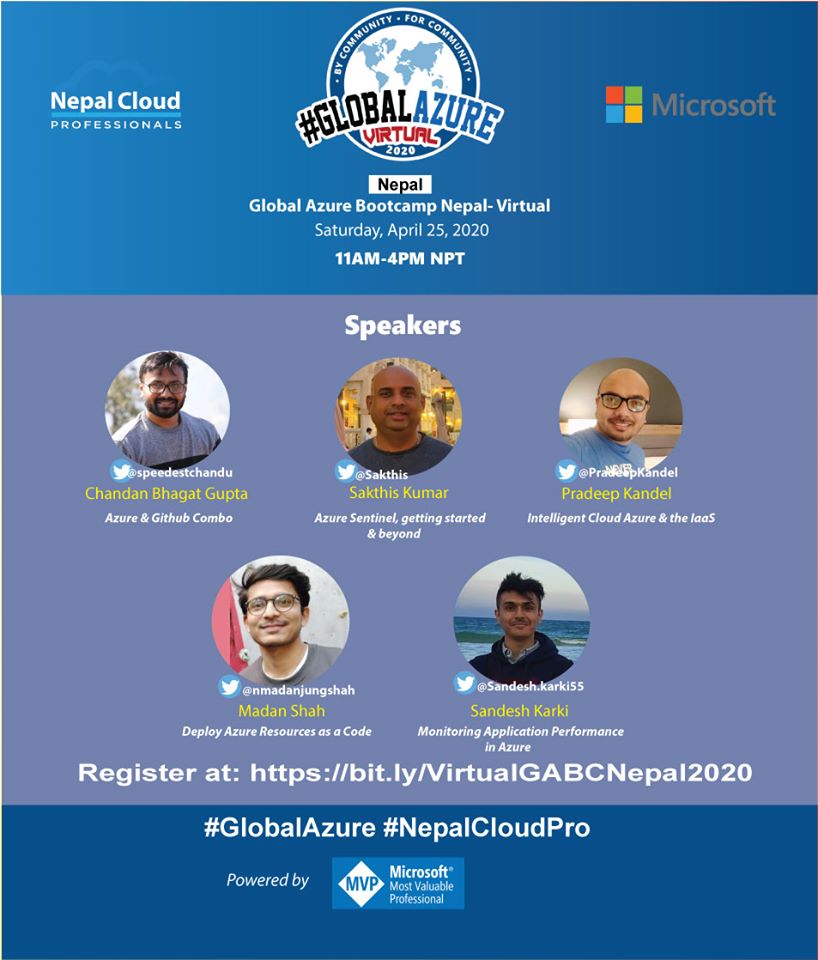 BY COMMUNITY • FOR COMMUNITY
Nepal Cloud
PROFESSIONALS
#GLOBALAZURE
VIRTUAL
2020
Microsoft
Nepal
Global Azure Bootcamp Nepal- Virtual
Saturday, April 25, 2020
11AM-4PM NPT
Speakers
@speedestchandu
Chandan Bhagat Gupta
Azure & Github Combo
@Sakthis
Sakthis Kumar
Azure Sentinel, getting started
& beyond
@PradeepKandel
Pradeep Kandel
Intelligent Cloud Azure & the IaaS
@nmadanjungshah
Madan Shah
Deploy Azure Resources as a Code
@Sandesh.karki55
Sandesh Karki
Monitoring Application Performance
in Azure
Register at: https://bit.ly/VirtualGABCNepal2020
#GlobalAzure #NepalCloudPro
Powered by
MVP
Microsoft®
Most Valuable
Professional